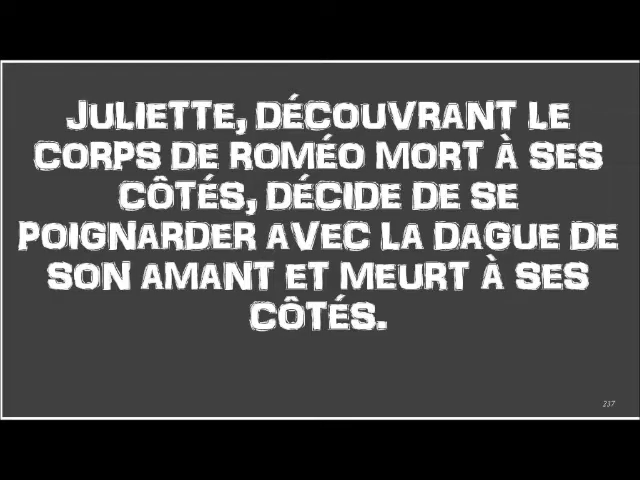 JULIETTE, DÉCOUVRANT LE
CORPS DE ROMÉO MORT À SES
CÔTÉS, DÉCIDE DE SE
POIGNARDER AVEC LA DAGUE DE
SON AMANT ET MEURT À SES
CÔTÉS.
237